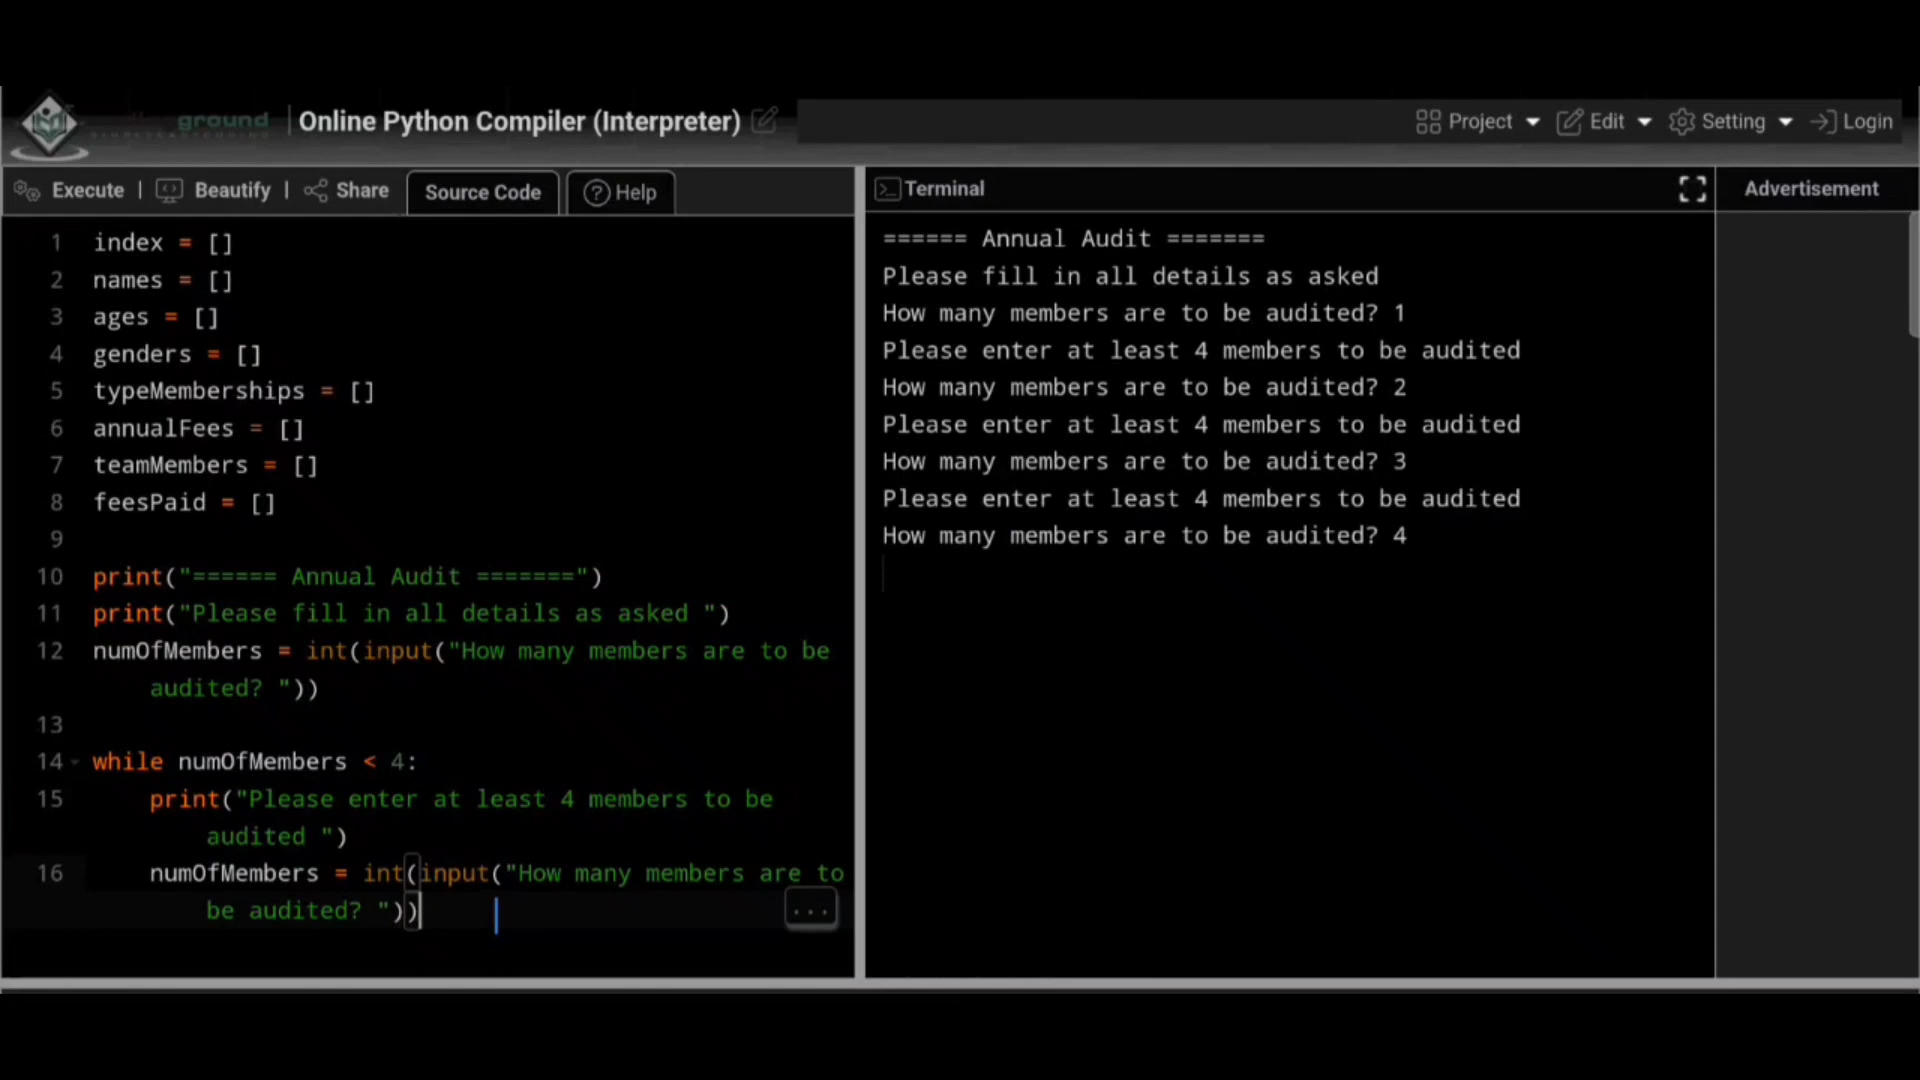 ground
Online Python Compiler (Interpreter)
Project
Edit
Setting
Login
Execute | Beautify | Share
Source Code
Help
1 index = []
2 names = []
3 ages = []
4 genders = []
5 typeMemberships = []
6 annualFees = []
7 teamMembers = []
8 feesPaid = []
9
10 print("====== Annual Audit =======")
11 print("Please fill in all details as asked ")
12 numOfMembers = int(input("How many members are to be
audited? "))
13
14 while numOfMembers < 4:
15 print("Please enter at least 4 members to be
audited ")
16 numOfMembers = int(input("How many members are to
be audited? "))
...
Terminal
====== Annual Audit =======
Please fill in all details as asked
How many members are to be audited? 1
Please enter at least 4 members to be audited
How many members are to be audited? 2
Please enter at least 4 members to be audited
How many members are to be audited? 3
Please enter at least 4 members to be audited
How many members are to be audited? 4
Advertisement